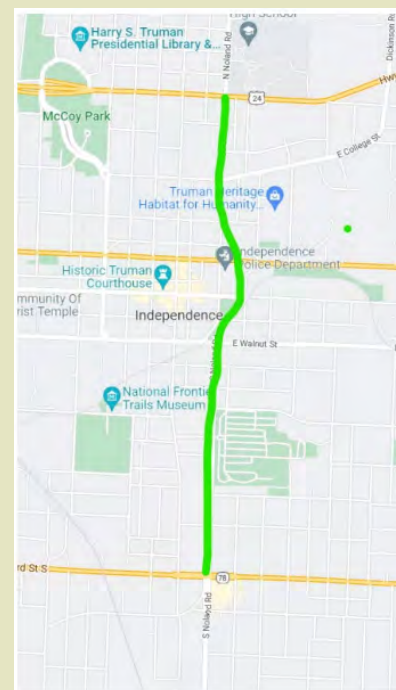 High School
Harry S. Truman
Presidential Library &...
N Noland Rd
Dickinson Rd
Hwy
24
McCoy Park
E College St
Truman Heritage
Habitat for Humanity...
Independence
Police Department
Historic Truman
Courthouse
mmunity Of
rist Temple
Independence
E Walnut St
National Frontier
Trails Museum
rd St S
78
S Noland Rd